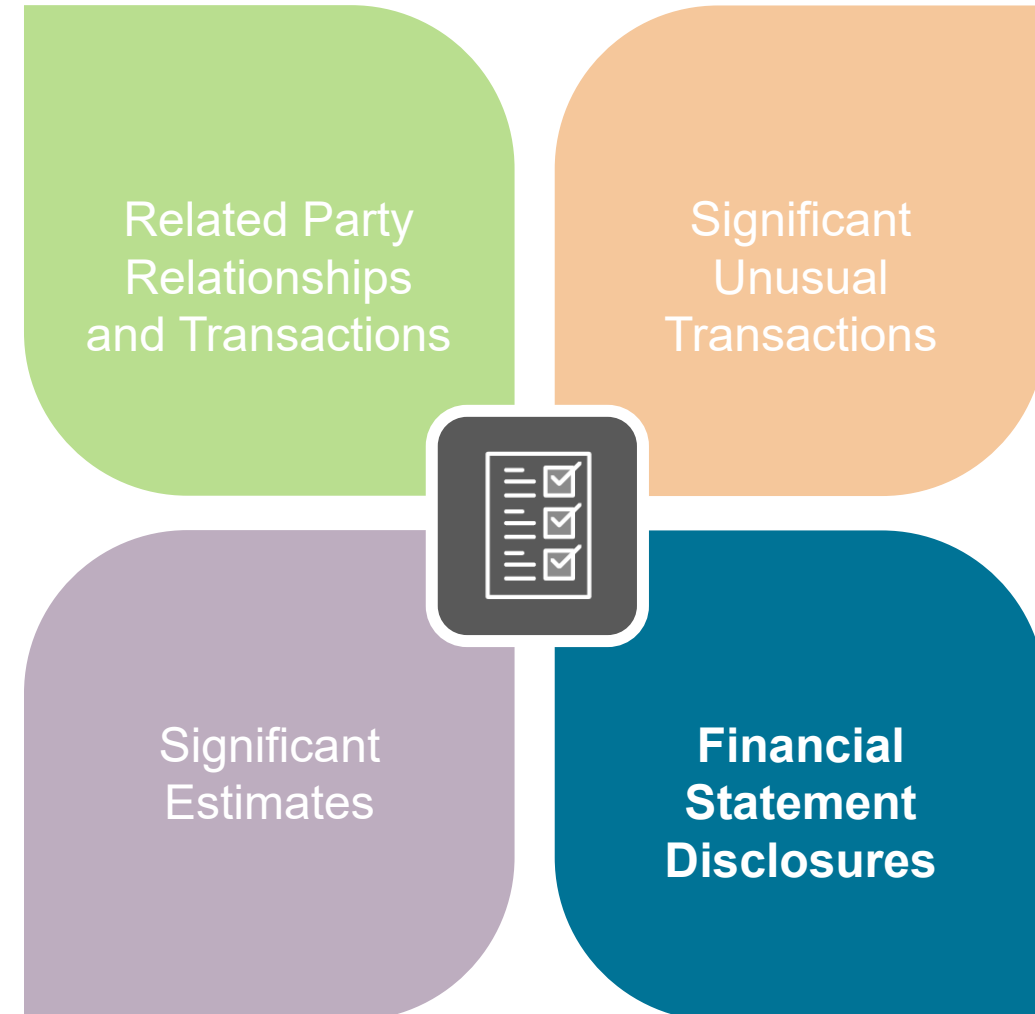 Related Party
Relationships
and Transactions
Significant
Unusual
Transactions
Significant
Estimates
Financial
Statement
Disclosures